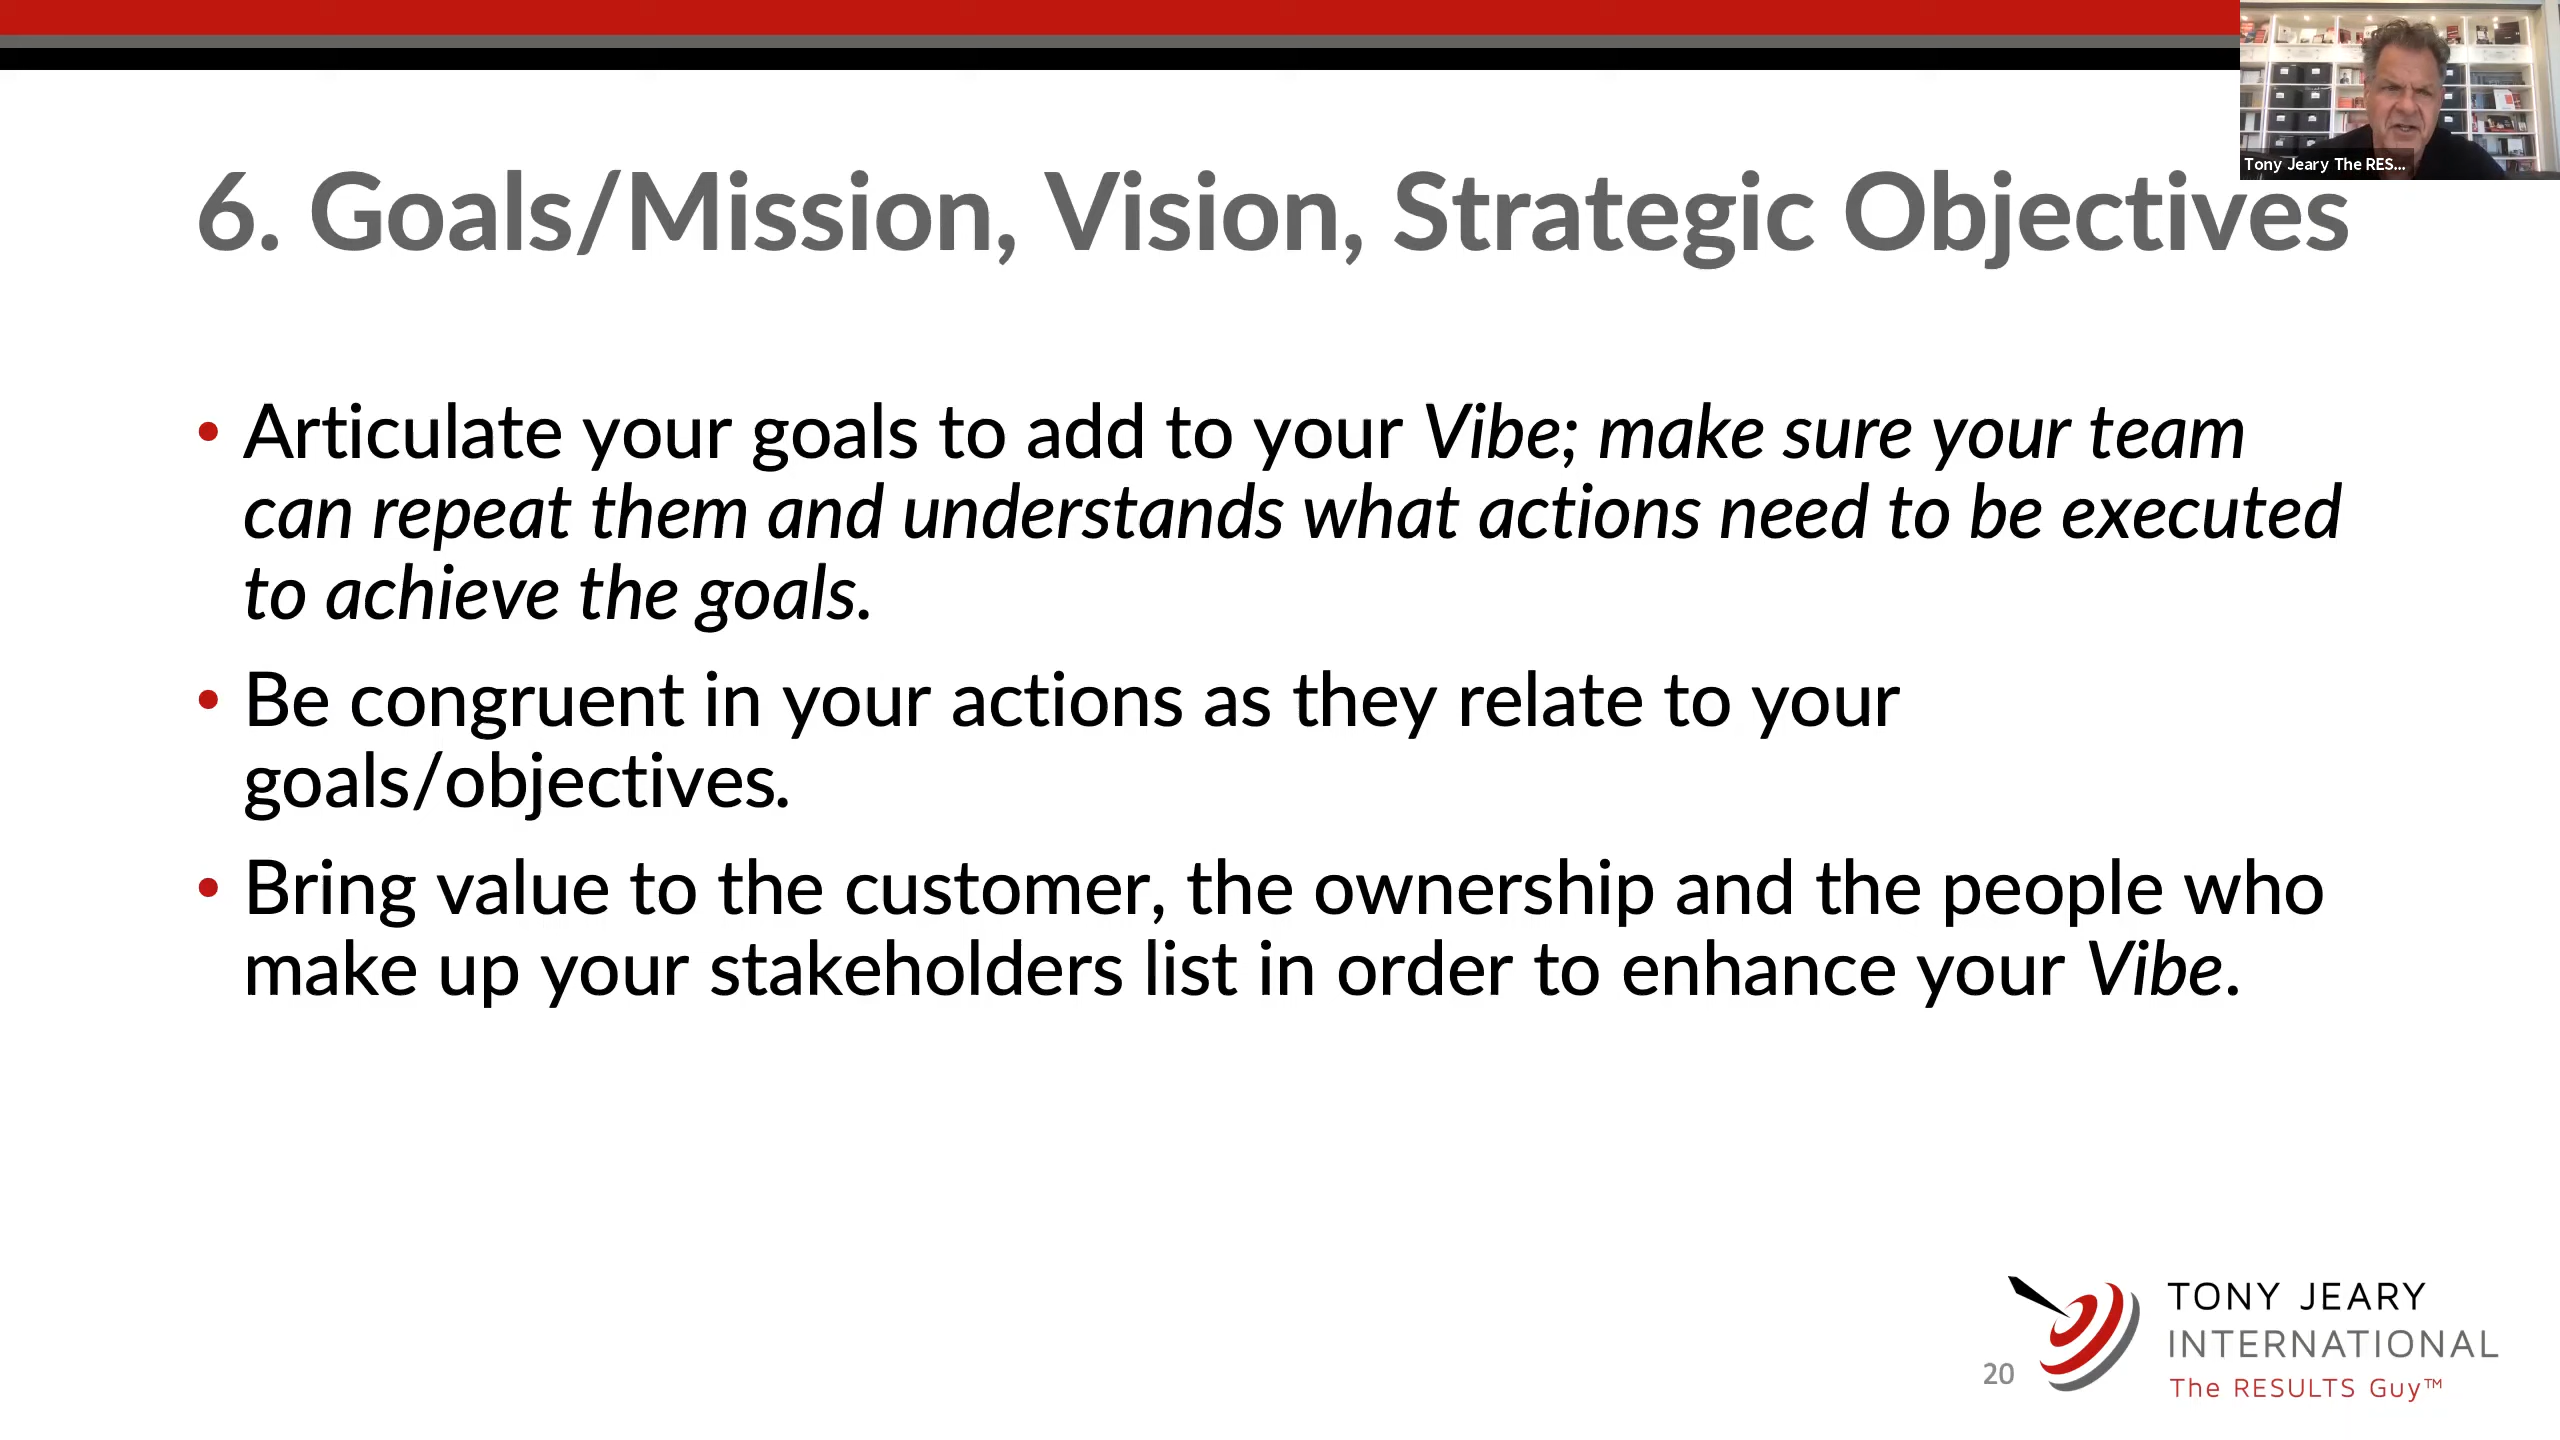 Tony Jeary The RES...
6. Goals/Mission, Vision, Strategic Objectives
• Articulate your goals to add to your Vibe; make sure your team
can repeat them and understands what actions need to be executed
to achieve the goals.
• Be congruent in your actions as they relate to your
goals/objectives.
• Bring value to the customer, the ownership and the people who
make up your stakeholders list in order to enhance your Vibe.
20
TONY JEARY
INTERNATIONAL
The RESULTS Guy™